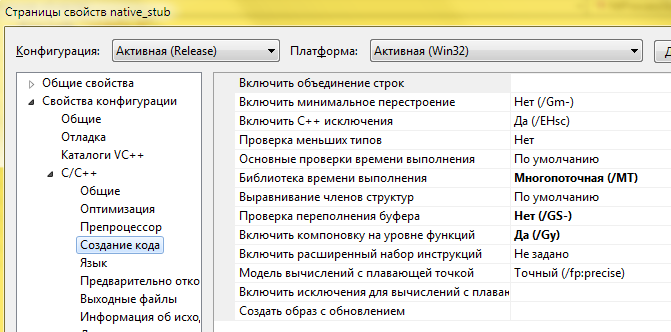 Страницы свойств native_stub
Конфигурация: Активная (Release) Платформа: Активная (Win32)
Общие свойства
Свойства конфигурации
Общие
Отладка
Каталоги VC++
C/C++
Общие
Оптимизация
Препроцессор
Создание кода
Язык
Предварительно отко
Выходные файлы
Информация об исход
Включить объединение строк
Включить минимальное перестроение Нет (/Gm-)
Включить C++ исключения Да (/EHsc)
Проверка меньших типов Нет
Основные проверки времени выполнения По умолчанию
Библиотека времени выполнения Многопоточная (/MT)
Выравнивание членов структур По умолчанию
Проверка переполнения буфера Нет (/GS-)
Включить компоновку на уровне функций Да (/Gy)
Включить расширенный набор инструкций Не задано
Модель вычислений с плавающей точкой Точный (/fp:precise)
Включить исключения для вычислений с плаваю
Создать образ с обновлением